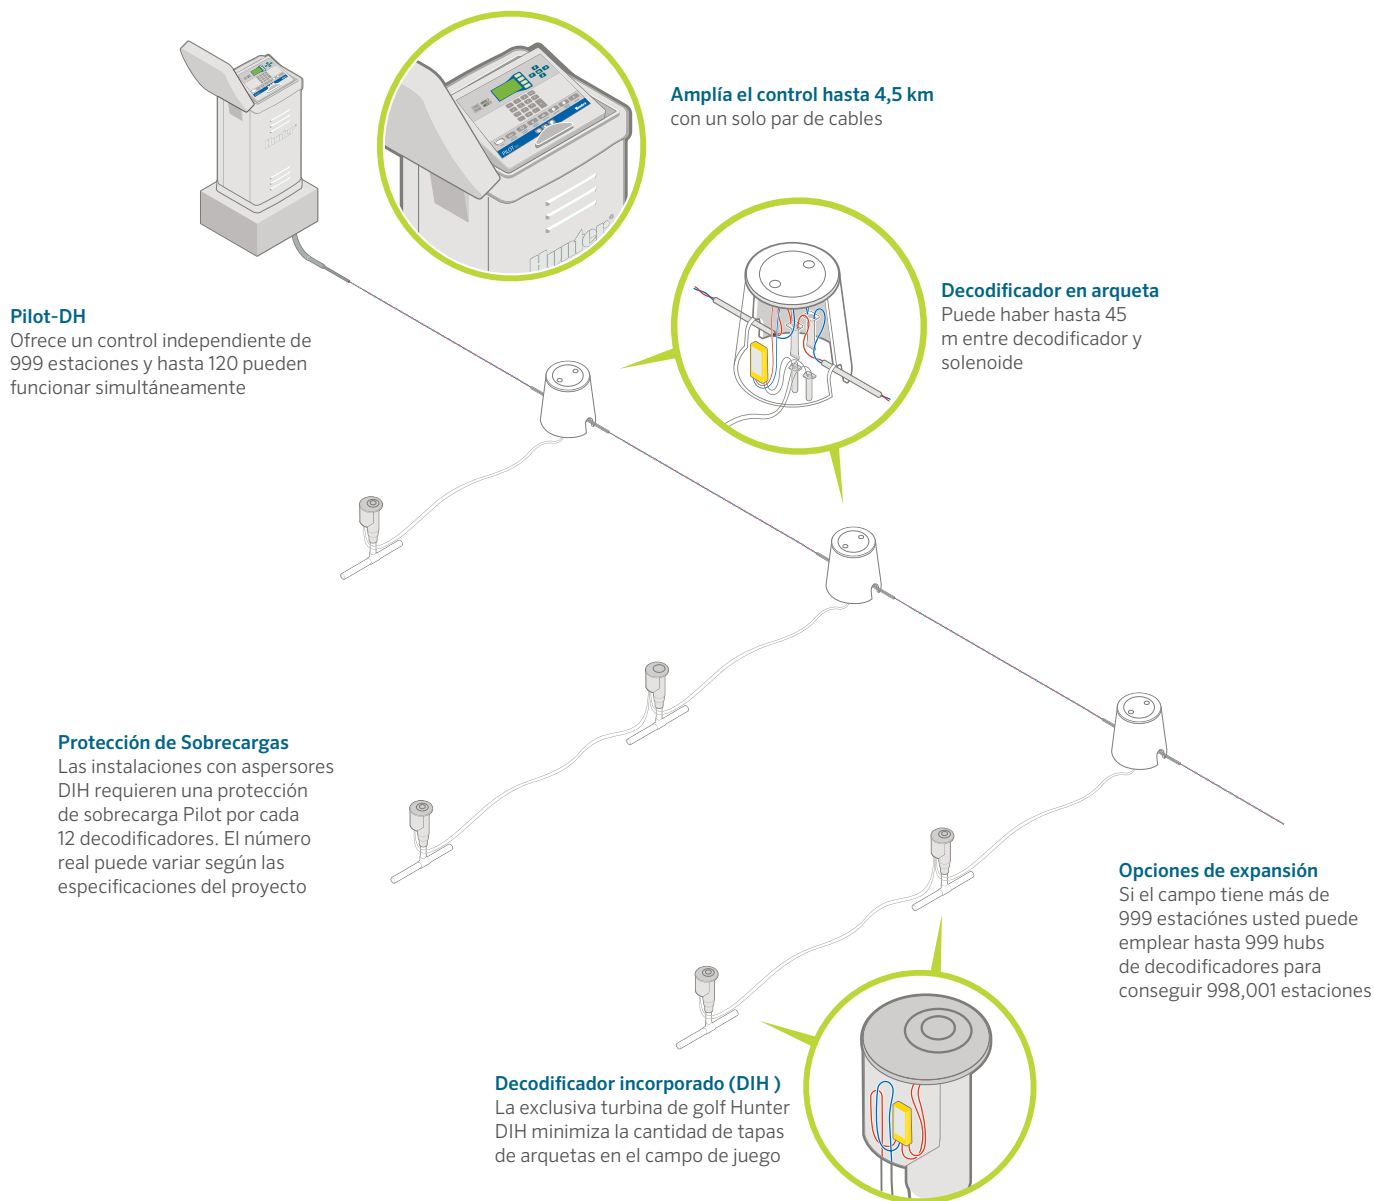 Amplía el control hasta 4,5 km
con un solo par de cables
Pilot-DH
Ofrece un control independiente de
999 estaciones y hasta 120 pueden
funcionar simultáneamente
Decodificador en arqueta
Puede haber hasta 45
m entre decodificador y
solenoide
Protección de Sobrecargas
Las instalaciones con aspersores
DIH requieren una protección
de sobrecarga Pilot por cada
12 decodificadores. El número
real puede variar según las
especificaciones del proyecto
Opciones de expansión
Si el campo tiene más de
999 estaciónes usted puede
emplear hasta 999 hubs
de decodificadores para
conseguir 998,001 estaciones
Decodificador incorporado (DIH )
La exclusiva turbina de golf Hunter
DIH minimiza la cantidad de tapas
de arquetas en el campo de juego
PILOT
Hunter
Hunter